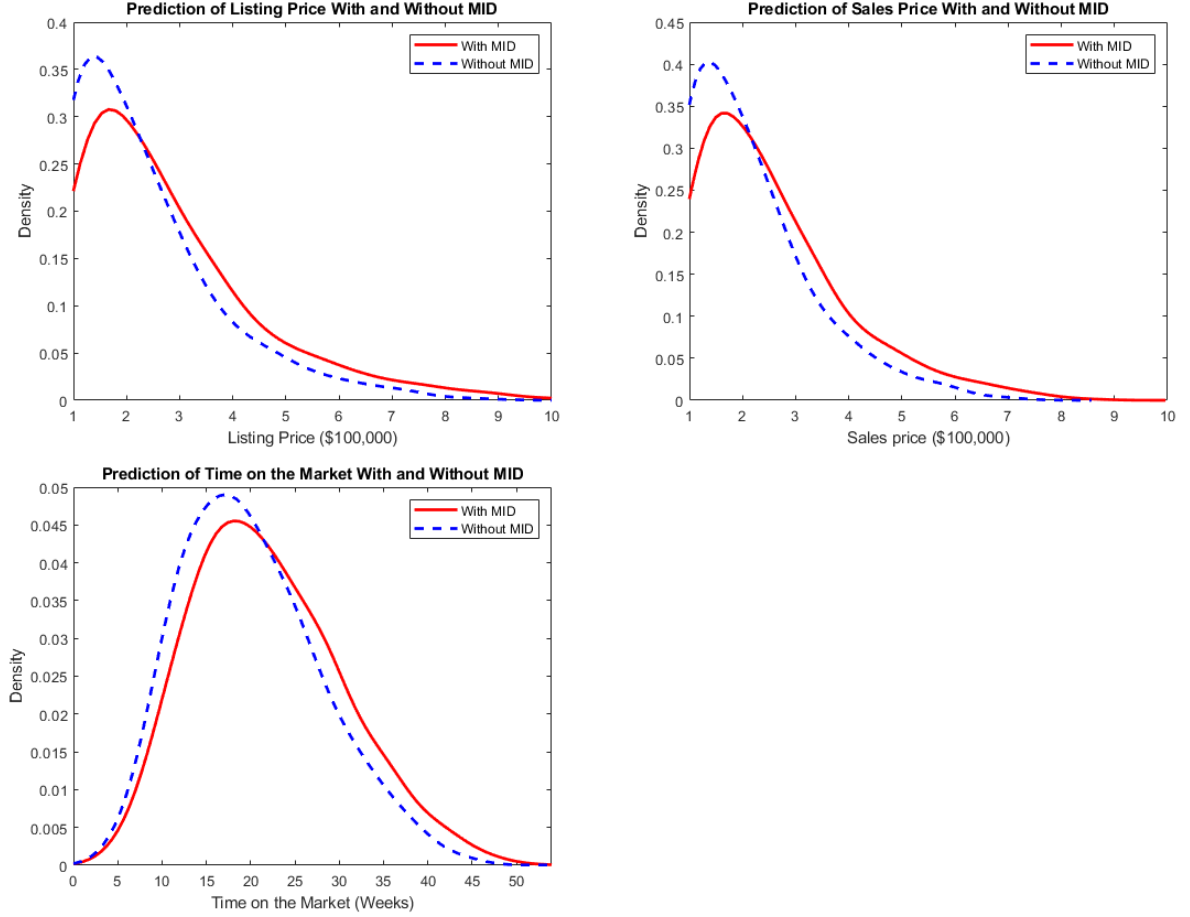 Prediction of Listing Price With and Without MID
0.4
0.35
0.3
0.25
0.2
0.15
0.1
0.05
0
Density
With MID
Without MID
1 2 3 4 5 6 7 8 9 10
Listing Price ($100,000)
Prediction of Sales Price With and Without MID
0.45
0.4
0.35
0.3
0.25
0.2
0.15
0.1
0.05
0
Density
With MID
Without MID
1 2 3 4 5 6 7 8 9 10
Sales price ($100,000)
Prediction of Time on the Market With and Without MID
0.05
0.045
0.04
0.035
0.03
0.025
0.02
0.015
0.01
0.005
0
Density
With MID
Without MID
0 5 10 15 20 25 30 35 40 45 50
Time on the Market (Weeks)